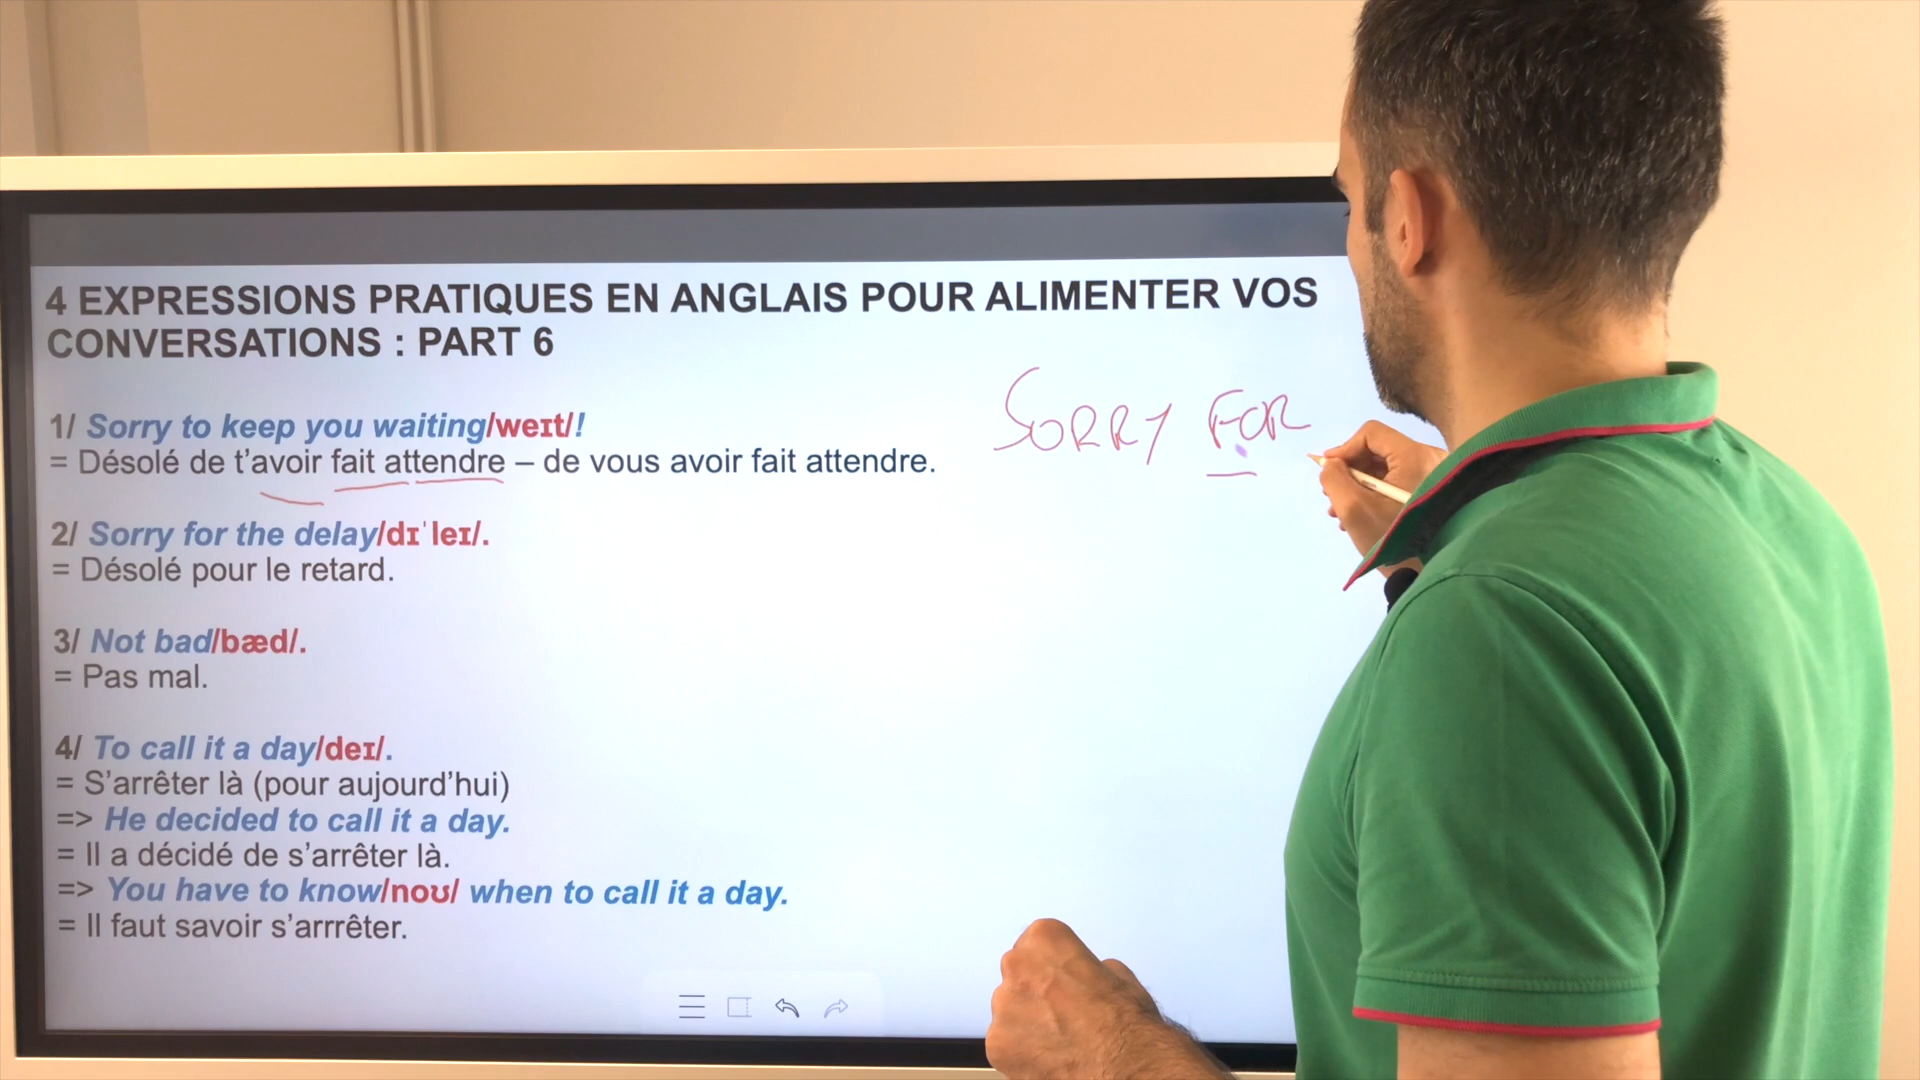 4 EXPRESSIONS PRATIQUES EN ANGLAIS POUR ALIMENTER VOS
CONVERSATIONS : PART 6
1/ Sorry to keep you waiting/weɪt/!
= Désolé de t’avoir fait attendre – de vous avoir fait attendre.
2/ Sorry for the delay/dɪˈleɪ/.
= Désolé pour le retard.
3/ Not bad/bæd/.
= Pas mal.
4/ To call it a day/deɪ/.
= S’arrêter là (pour aujourd’hui)
=> He decided to call it a day.
= Il a décidé de s’arrêter là.
=> You have to know/noʊ/ when to call it a day.
= Il faut savoir s’arrrêter.
SORRY FOR